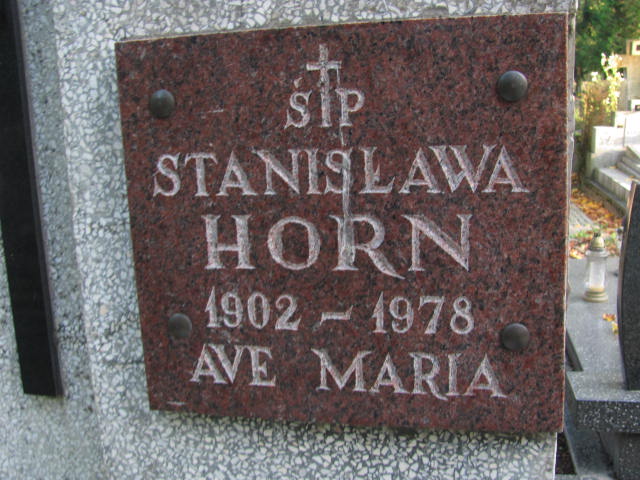 ŚP
STANISŁAWA
HORN
1902 - 1978
AVE MARIA